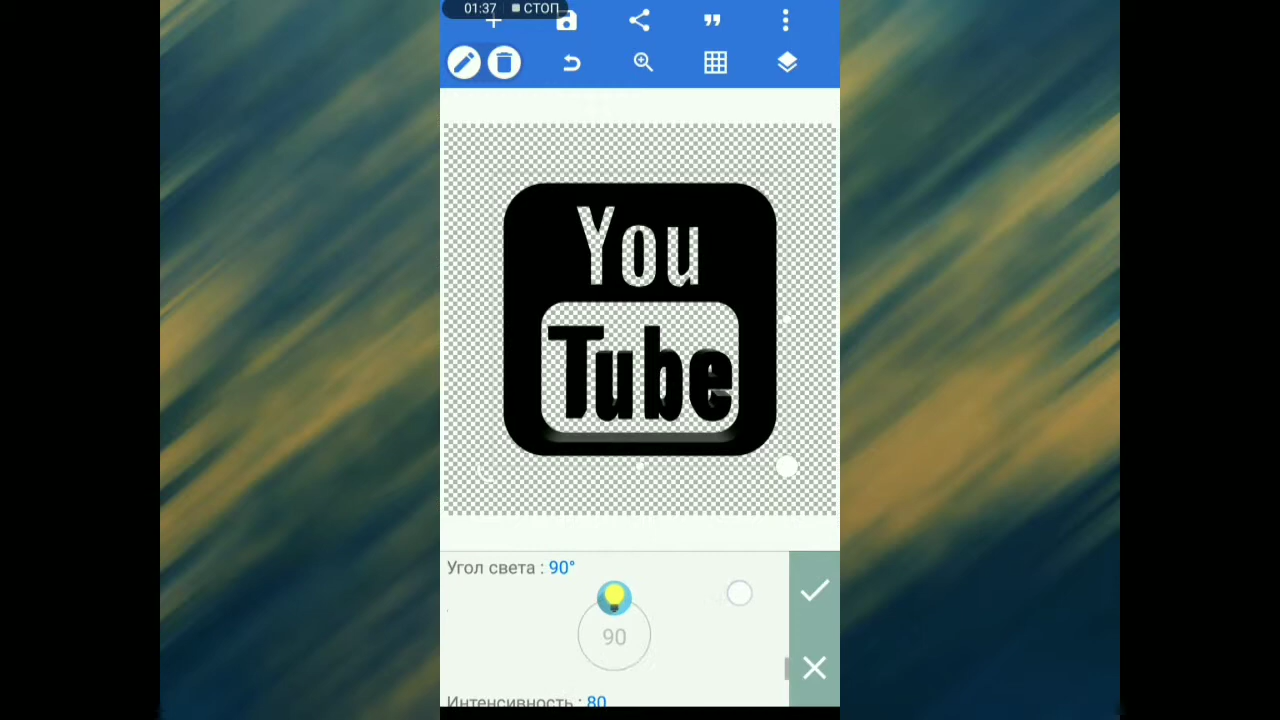 01:37 СТОП
You
Tube
Угол света : 90°
90
Интенсивность : 80